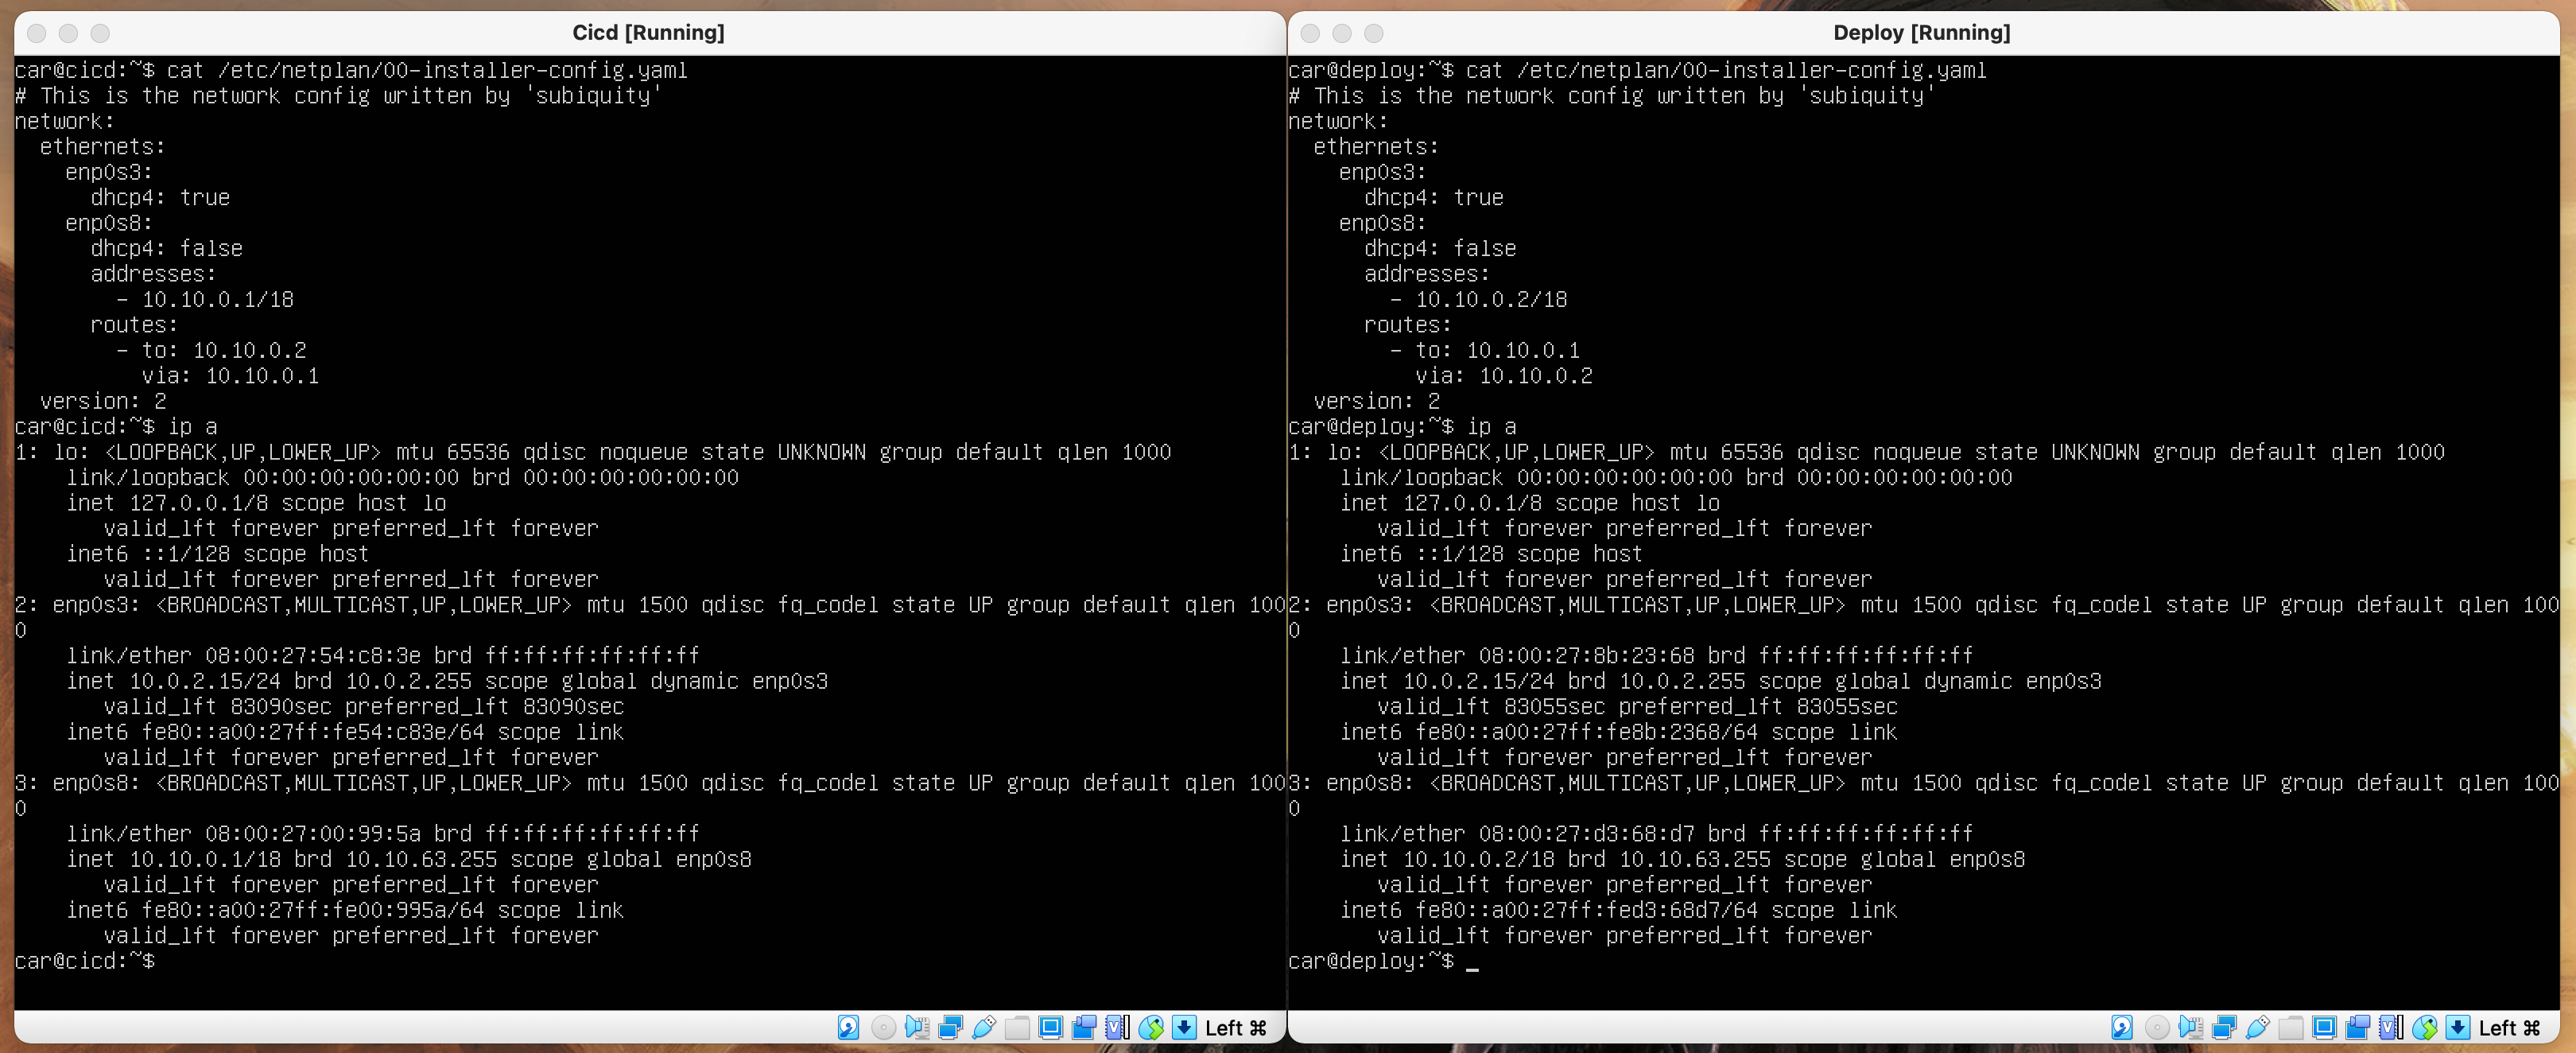 Cicd [Running]
car@cicd:~$ cat /etc/netplan/00-installer-config.yaml
# This is the network config written by 'subiquity'
network:
  ethernets:
    enp0s3:
      dhcp4: true
    enp0s8:
      dhcp4: false
      addresses:
        - 10.10.0.1/18
      routes:
        - to: 10.10.0.2
          via: 10.10.0.1
  version: 2
car@cicd:~$ ip a
1: lo: <LOOPBACK,UP,LOWER_UP> mtu 65536 qdisc noqueue state UNKNOWN group default qlen 1000
    link/loopback 00:00:00:00:00:00 brd 00:00:00:00:00:00
    inet 127.0.0.1/8 scope host lo
       valid_lft forever preferred_lft forever
    inet6 ::1/128 scope host
       valid_lft forever preferred_lft forever
2: enp0s3: <BROADCAST,MULTICAST,UP,LOWER_UP> mtu 1500 qdisc fq_codel state UP group default qlen 100
0
    link/ether 08:00:27:54:c8:3e brd ff:ff:ff:ff:ff:ff
    inet 10.0.2.15/24 brd 10.0.2.255 scope global dynamic enp0s3
       valid_lft 83090sec preferred_lft 83090sec
    inet6 fe80::a00:27ff:fe54:c83e/64 scope link
       valid_lft forever preferred_lft forever
3: enp0s8: <BROADCAST,MULTICAST,UP,LOWER_UP> mtu 1500 qdisc fq_codel state UP group default qlen 100
0
    link/ether 08:00:27:00:99:5a brd ff:ff:ff:ff:ff:ff
    inet 10.10.0.1/18 brd 10.10.63.255 scope global enp0s8
       valid_lft forever preferred_lft forever
    inet6 fe80::a00:27ff:fe00:995a/64 scope link
       valid_lft forever preferred_lft forever
car@cicd:~$
Left ⌘
Deploy [Running]
car@deploy:~$ cat /etc/netplan/00-installer-config.yaml
# This is the network config written by 'subiquity'
network:
  ethernets:
    enp0s3:
      dhcp4: true
    enp0s8:
      dhcp4: false
      addresses:
        - 10.10.0.2/18
      routes:
        - to: 10.10.0.1
          via: 10.10.0.2
  version: 2
car@deploy:~$ ip a
1: lo: <LOOPBACK,UP,LOWER_UP> mtu 65536 qdisc noqueue state UNKNOWN group default qlen 1000
    link/loopback 00:00:00:00:00:00 brd 00:00:00:00:00:00
    inet 127.0.0.1/8 scope host lo
       valid_lft forever preferred_lft forever
    inet6 ::1/128 scope host
       valid_lft forever preferred_lft forever
2: enp0s3: <BROADCAST,MULTICAST,UP,LOWER_UP> mtu 1500 qdisc fq_codel state UP group default qlen 100
0
    link/ether 08:00:27:8b:23:68 brd ff:ff:ff:ff:ff:ff
    inet 10.0.2.15/24 brd 10.0.2.255 scope global dynamic enp0s3
       valid_lft 83055sec preferred_lft 83055sec
    inet6 fe80::a00:27ff:fe8b:2368/64 scope link
       valid_lft forever preferred_lft forever
3: enp0s8: <BROADCAST,MULTICAST,UP,LOWER_UP> mtu 1500 qdisc fq_codel state UP group default qlen 100
0
    link/ether 08:00:27:d3:68:d7 brd ff:ff:ff:ff:ff:ff
    inet 10.10.0.2/18 brd 10.10.63.255 scope global enp0s8
       valid_lft forever preferred_lft forever
    inet6 fe80::a00:27ff:fed3:68d7/64 scope link
       valid_lft forever preferred_lft forever
car@deploy:~$ _
Left ⌘